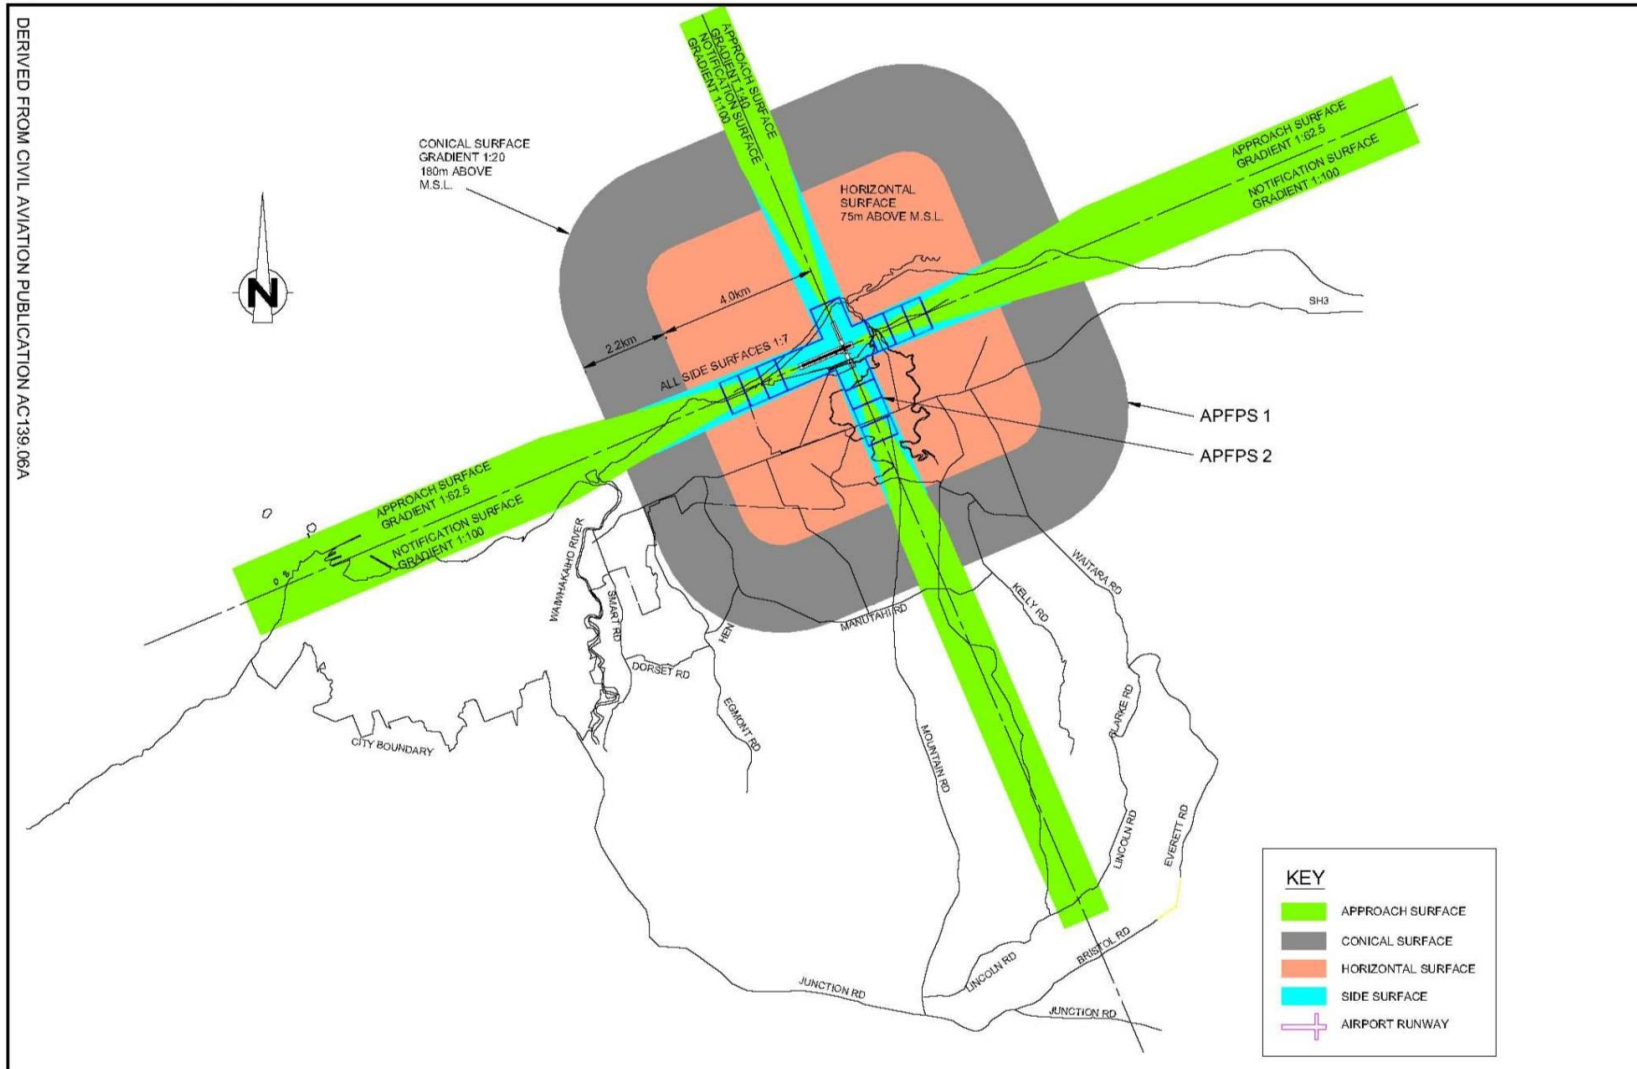 DERIVED FROM CIVIL AVIATION PUBLICATION AC139.06A
APPROACH SURFACE
GRADIENT 1:40
NOTIFICATION SURFACE
GRADIENT 1:100
CONICAL SURFACE
GRADIENT 1:20
180m ABOVE
M.S.L.
HORIZONTAL
SURFACE
75m ABOVE M.S.L.
APPROACH SURFACE
GRADIENT 1:62.5
NOTIFICATION SURFACE
GRADIENT 1:100
N
4.0km
2.2km
ALL SIDE SURFACES 1:7
SH3
APFPS 1
APFPS 2
APPROACH SURFACE
GRADIENT 1:62.5
NOTIFICATION SURFACE
GRADIENT 1:100
WAIWHAKAIHO RIVER
SMART RD
DORSET RD
HEN
EGMONT RD
MANUTAHI RD
MOUNTAIN RD
KELLY RD
WAITARA RD
CITY BOUNDARY
RD
LINCOLN RD
EVERETT RD
LINCOLN RD
BRISTOL RD
JUNCTION RD
JUNCTION RD
KEY
APPROACH SURFACE
CONICAL SURFACE
HORIZONTAL SURFACE
SIDE SURFACE
AIRPORT RUNWAY